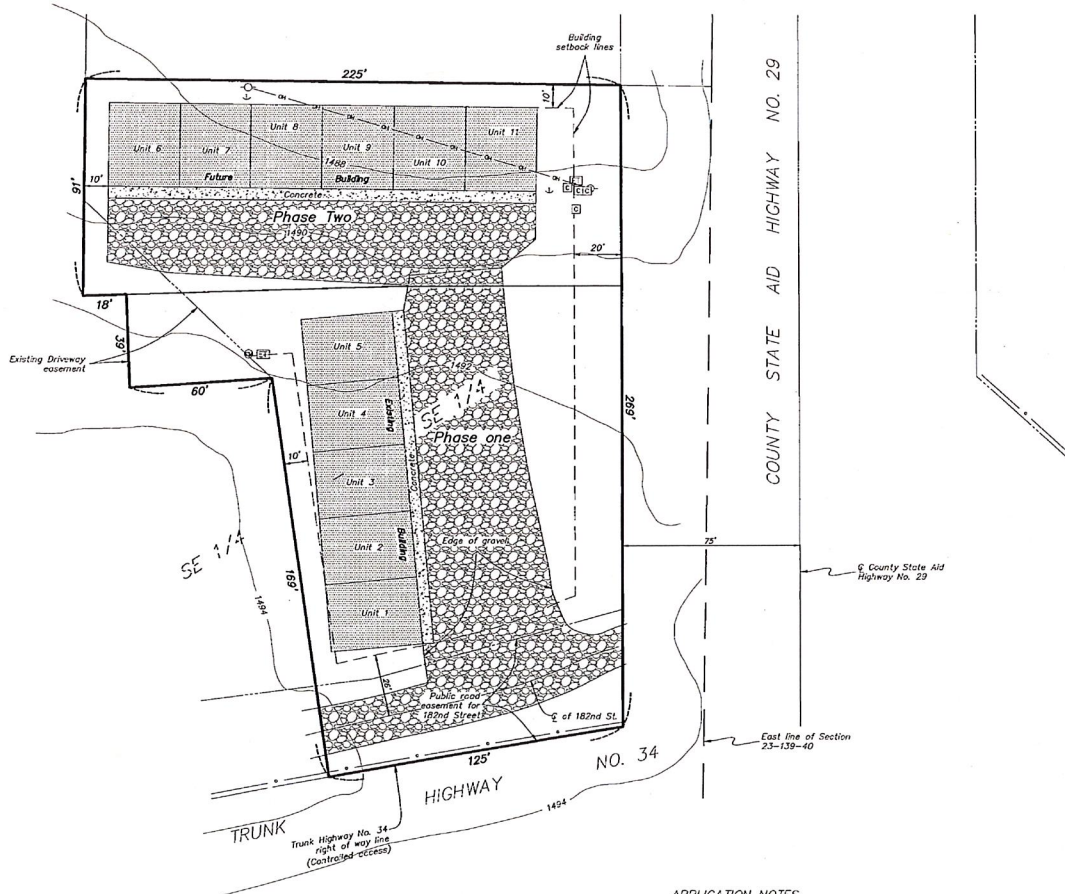 Building
setback lines
225'
10'
COUNTY STATE AID HIGHWAY NO. 29
Unit 6
Unit 7
Unit 8
Unit 9
Unit 10
Unit 11
1488
Future Building
91'
10'
Concrete
Phase Two
1490
C
C
C
C
20'
18'
39'
Existing Driveway
easement
60'
Unit 5
Unit 4
Unit 3
Unit 2
Unit 1
Existing
Building
Concrete
1492
SE 1/4
Phase one
269'
10'
Edge of gravel
75'
℄ County State Aid
Highway No. 29
SE 1/4
1494
169'
26'
Public road
easement for
182nd Street
℄ of 182nd St.
East line of Section
23-139-40
125'
TRUNK HIGHWAY NO. 34
1494
Trunk Highway No. 34
right of way line
(Controlled access)
APPLICATION NOTES